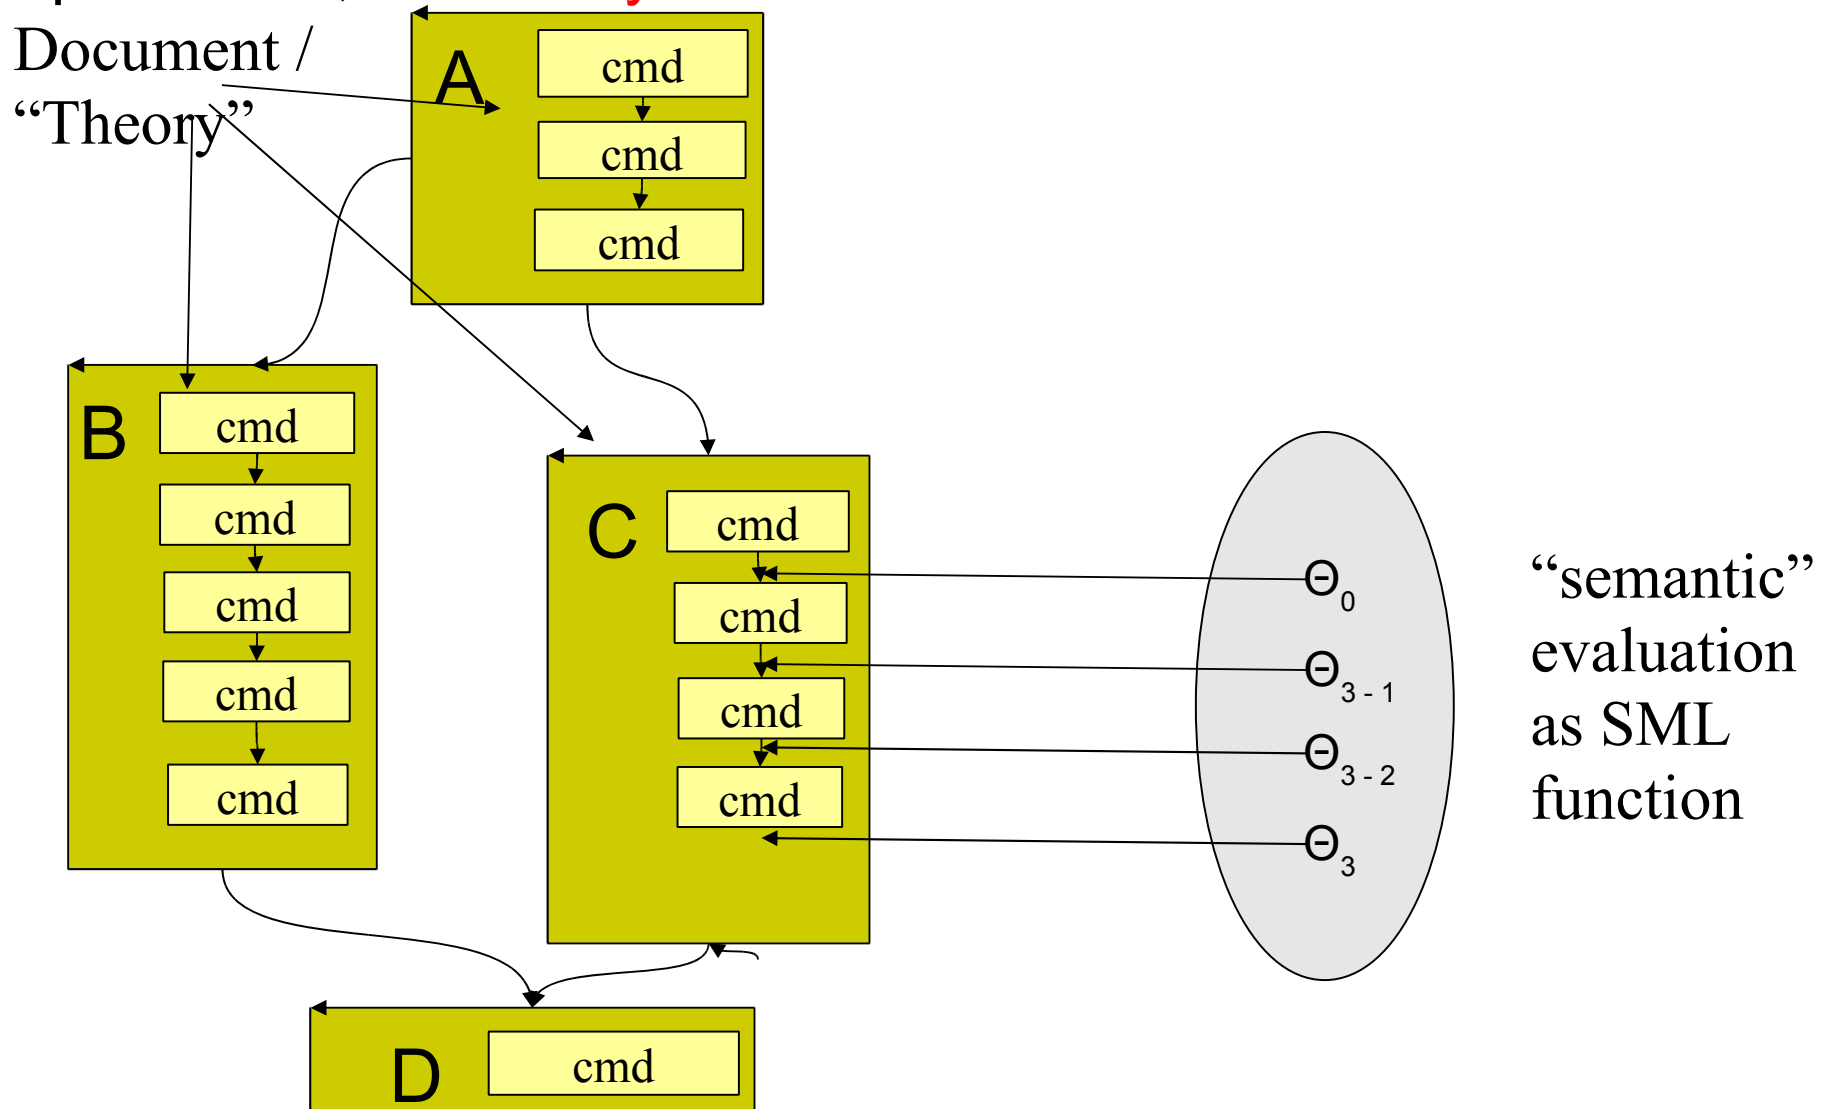 Document /
“Theory”
A
cmd
cmd
cmd
B
cmd
cmd
cmd
cmd
cmd
C
cmd
cmd
cmd
cmd
Θ0
Θ3 - 1
Θ3 - 2
Θ3
“semantic”
evaluation
as SML
function
D
cmd